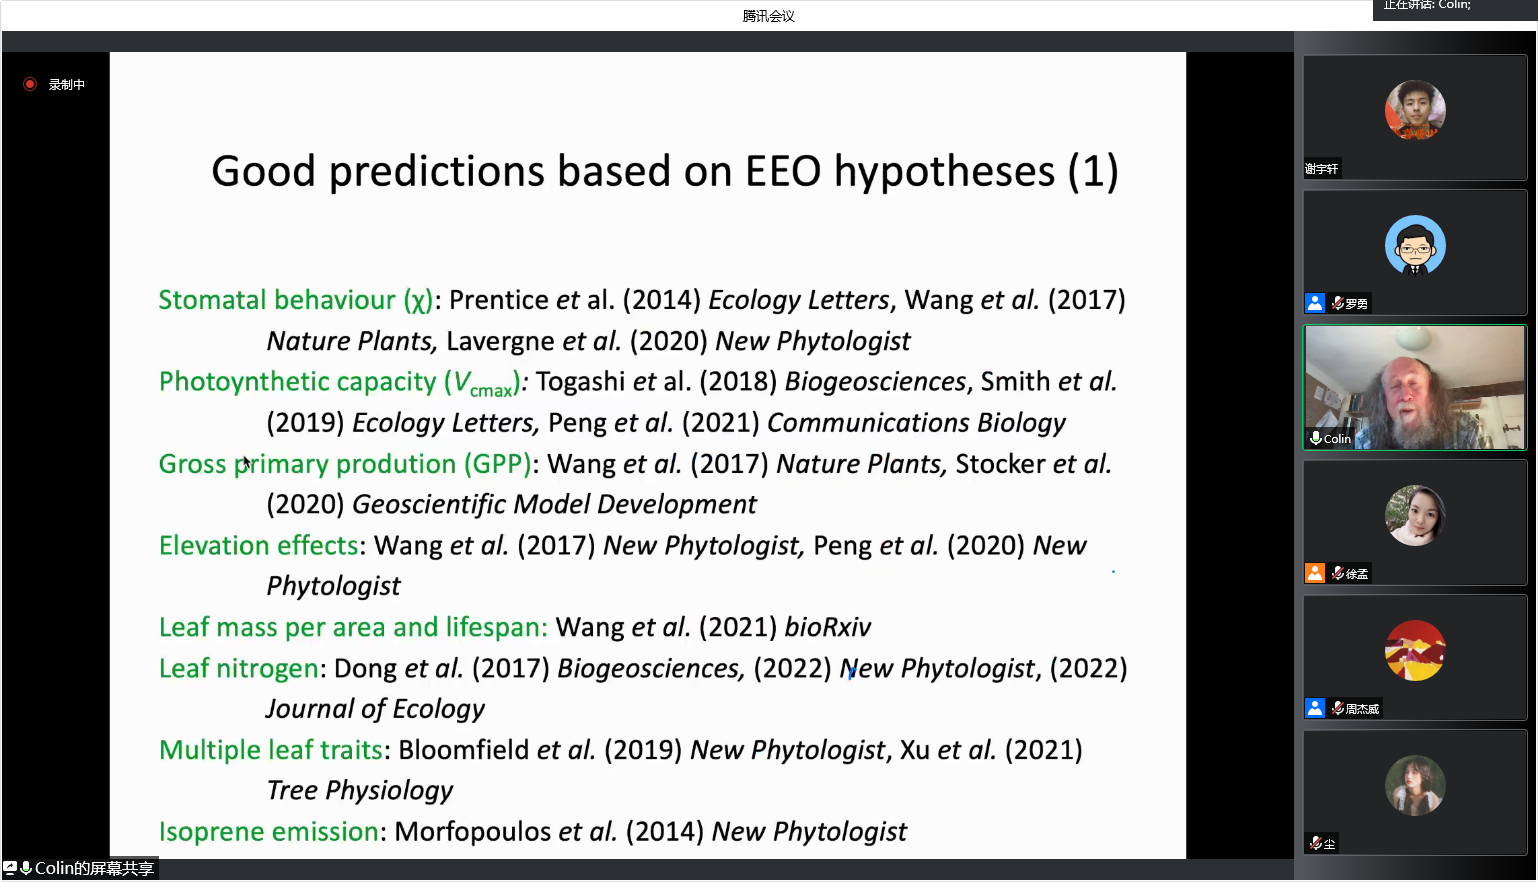 腾讯会议
正在讲话: Colin;
录制中
Good predictions based on EEO hypotheses (1)
Stomatal behaviour (χ): Prentice et al. (2014) Ecology Letters, Wang et al. (2017)
Nature Plants, Lavergne et al. (2020) New Phytologist
Photoynthetic capacity (Vcmax): Togashi et al. (2018) Biogeosciences, Smith et al.
(2019) Ecology Letters, Peng et al. (2021) Communications Biology
Gross primary prodution (GPP): Wang et al. (2017) Nature Plants, Stocker et al.
(2020) Geoscientific Model Development
Elevation effects: Wang et al. (2017) New Phytologist, Peng et al. (2020) New
Phytologist
Leaf mass per area and lifespan: Wang et al. (2021) bioRxiv
Leaf nitrogen: Dong et al. (2017) Biogeosciences, (2022) New Phytologist, (2022)
Journal of Ecology
Multiple leaf traits: Bloomfield et al. (2019) New Phytologist, Xu et al. (2021)
Tree Physiology
Isoprene emission: Morfopoulos et al. (2014) New Phytologist
Colin的屏幕共享
谢宇轩
罗勇
Colin
徐孟
周杰威
尘